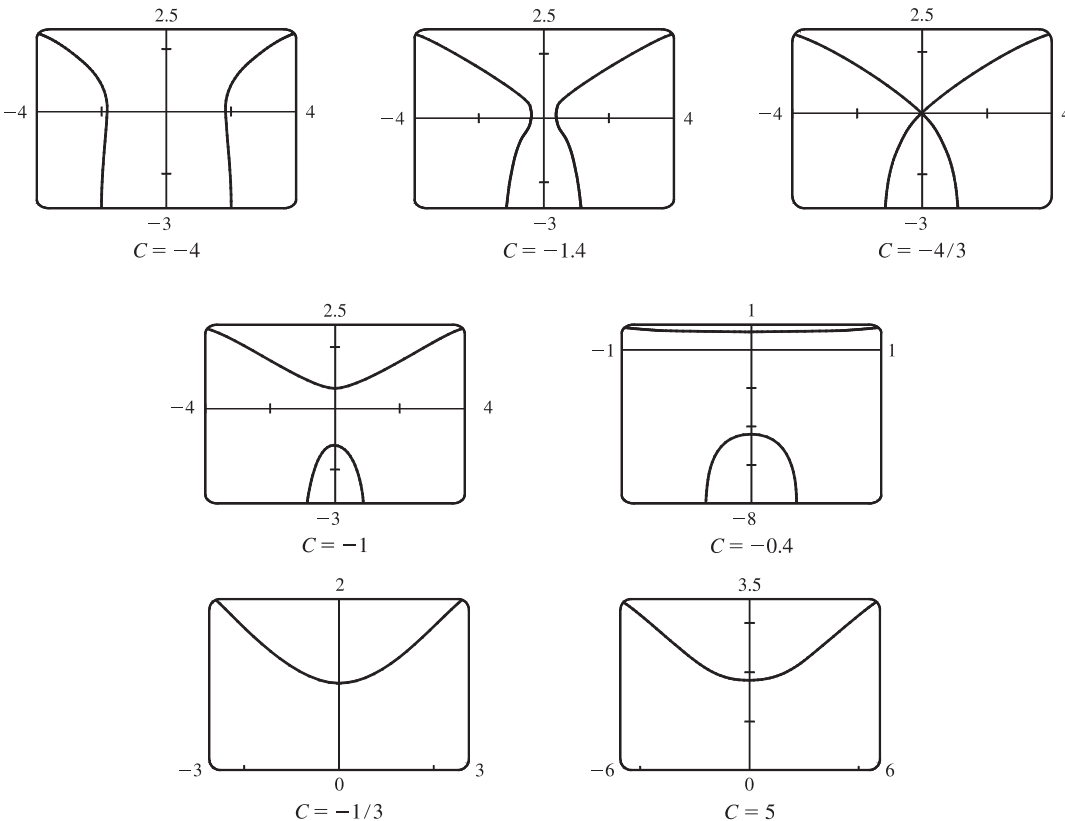 2.5 2.5 2.5
−4 4 −4 4 −4 4
−3 −3 −3
C = −4 C = −1.4 C = −4/3
2.5 1
−4 4 −1 1
−3 −8
C = −1 C = −0.4
2 3.5
−3 3 −6 6
0 0
C = −1/3 C = 5